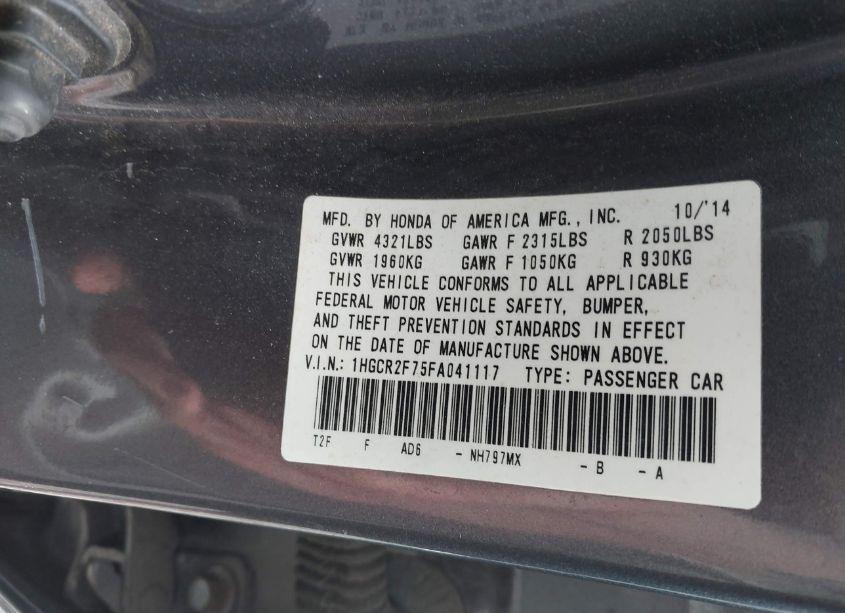 MFD. BY HONDA OF AMERICA MFG., INC. 10/'14
GVWR 4321LBS GAWR F 2315LBS R 2050LBS
GVWR 1960KG GAWR F 1050KG R 930KG
THIS VEHICLE CONFORMS TO ALL APPLICABLE
FEDERAL MOTOR VEHICLE SAFETY, BUMPER,
AND THEFT PREVENTION STANDARDS IN EFFECT
ON THE DATE OF MANUFACTURE SHOWN ABOVE.
V.I.N.: 1HGCR2F75FA041117 TYPE: PASSENGER CAR
T2F F AD6 - NH797MX - B - A